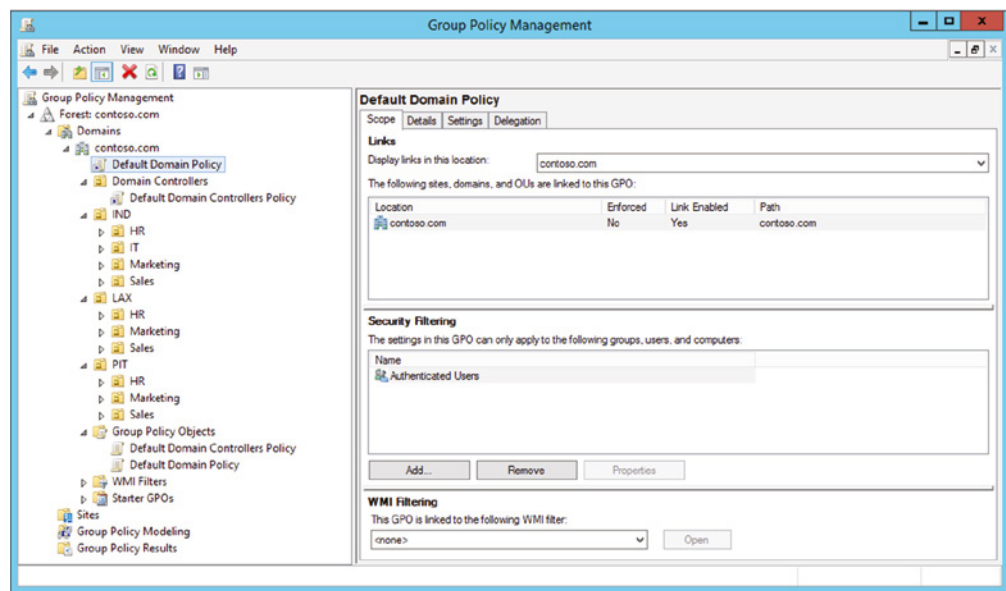 Group Policy Management
File Action View Window Help
Group Policy Management
Forest: contoso.com
Domains
contoso.com
Default Domain Policy
Domain Controllers
Default Domain Controllers Policy
IND
HR
IT
Marketing
Sales
LAX
HR
Marketing
Sales
PIT
HR
Marketing
Sales
Group Policy Objects
Default Domain Controllers Policy
Default Domain Policy
WMI Filters
Starter GPOs
Sites
Group Policy Modeling
Group Policy Results
Default Domain Policy
Scope Details Settings Delegation
Links
Display links in this location: contoso.com
The following sites, domains, and OUs are linked to this GPO:
Location Enforced Link Enabled Path
contoso.com No Yes contoso.com
Security Filtering
The settings in this GPO can only apply to the following groups, users, and computers:
Name
Authenticated Users
Add... Remove Properties
WMI Filtering
This GPO is linked to the following WMI filter:
<none> Open